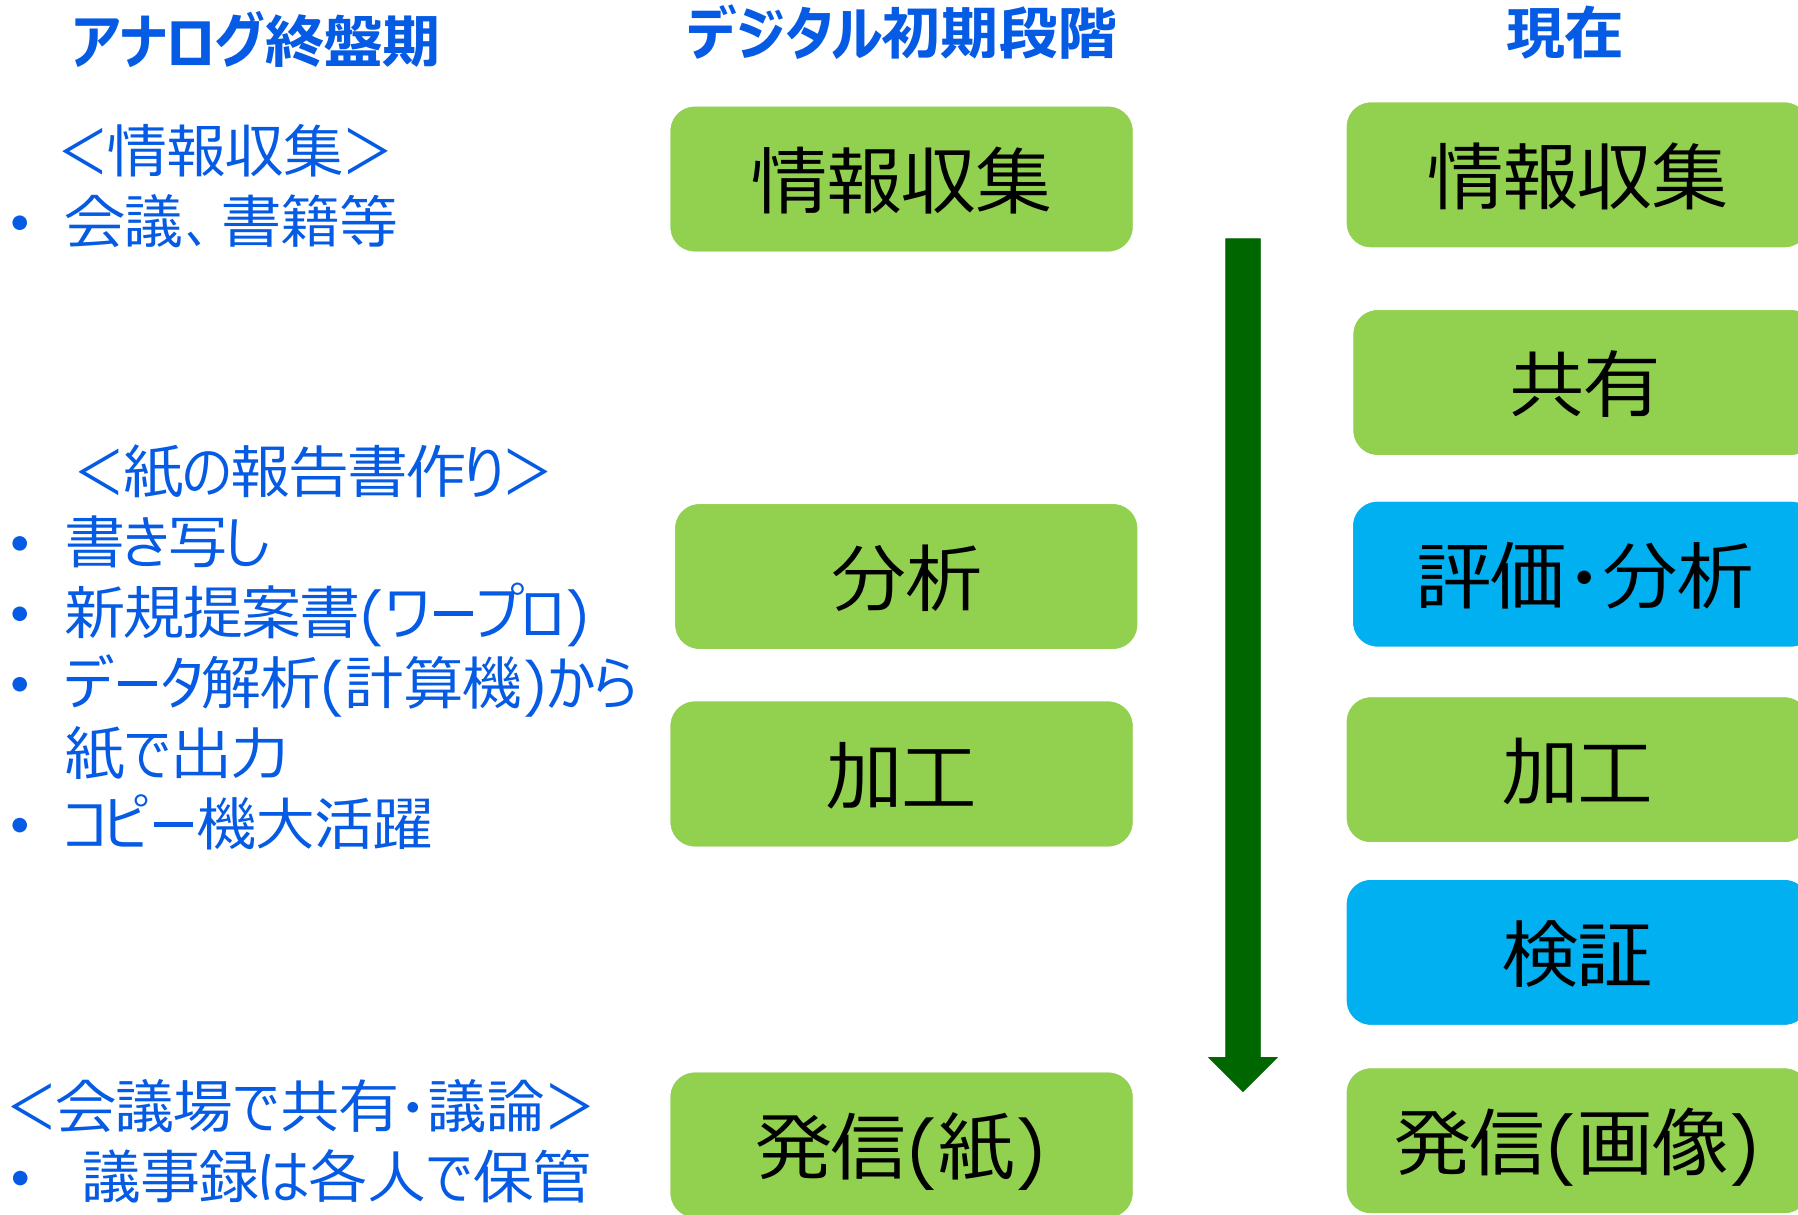 アナログ終盤期
＜情報収集＞
• 会議、書籍等
＜紙の報告書作り＞
• 書き写し
• 新規提案書(ワープロ)
• データ解析(計算機)から
紙で出力
• コピー機大活躍
＜会議場で共有・議論＞
• 議事録は各人で保管
デジタル初期段階
情報収集
分析
加工
発信(紙)
現在
情報収集
共有
評価・分析
加工
検証
発信(画像)